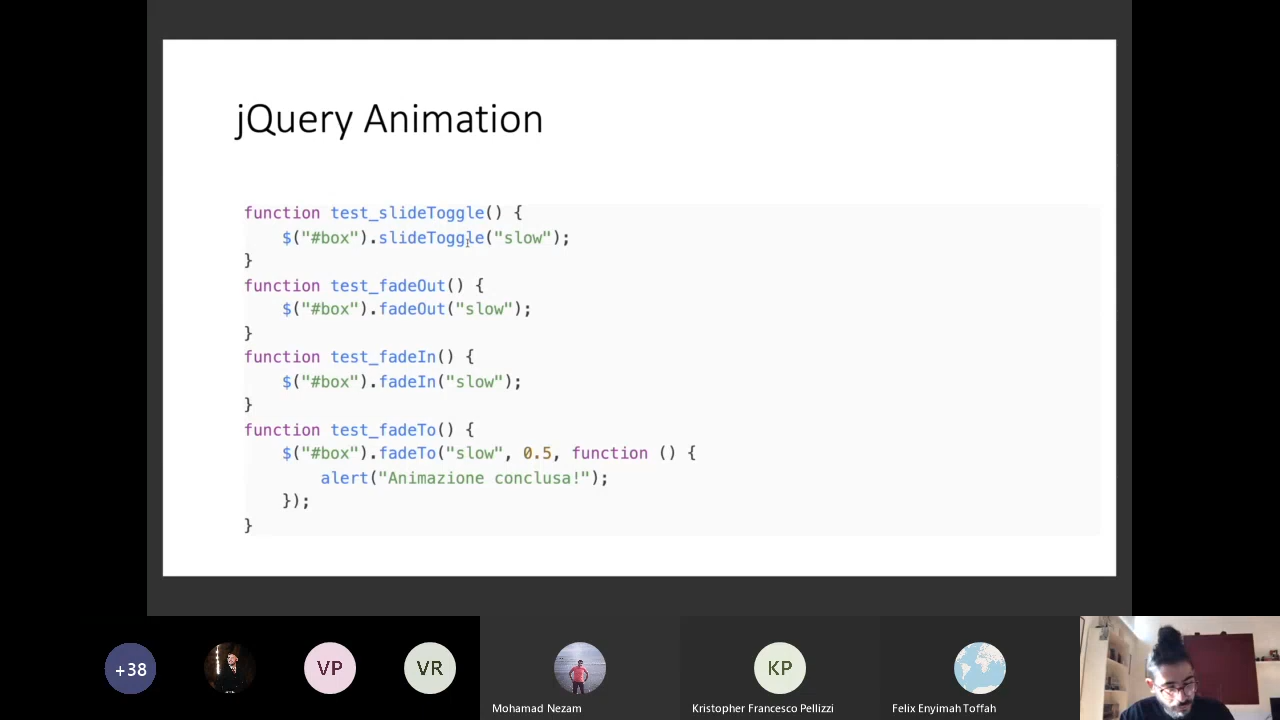 jQuery Animation
function test_slideToggle() {
    $("#box").slideToggle("slow");
}
function test_fadeOut() {
    $("#box").fadeOut("slow");
}
function test_fadeIn() {
    $("#box").fadeIn("slow");
}
function test_fadeTo() {
    $("#box").fadeTo("slow", 0.5, function () {
        alert("Animazione conclusa!");
    });
}
+38
VP
VR
KP
Mohamad Nezam
Kristopher Francesco Pellizzi
Felix Enyimah Toffah